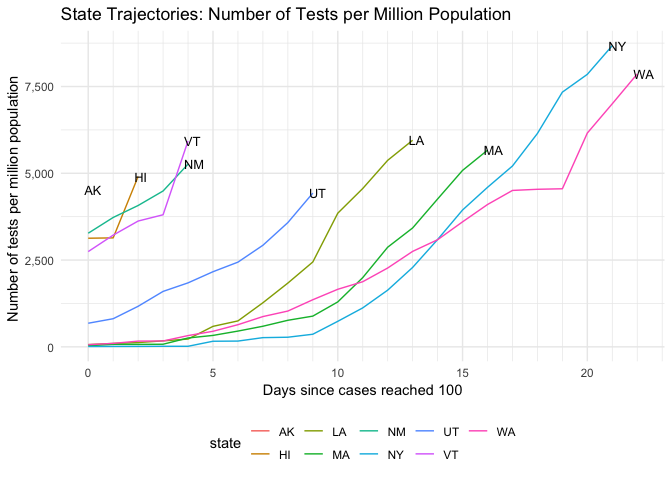 State Trajectories: Number of Tests per Million Population
Number of tests per million population
7,500
5,000
2,500
0
AK
HI
VT
NM
UT
LA
MA
NY
WA
0 5 10 15 20
Days since cases reached 100
state
AK LA NM UT WA
HI MA NY VT